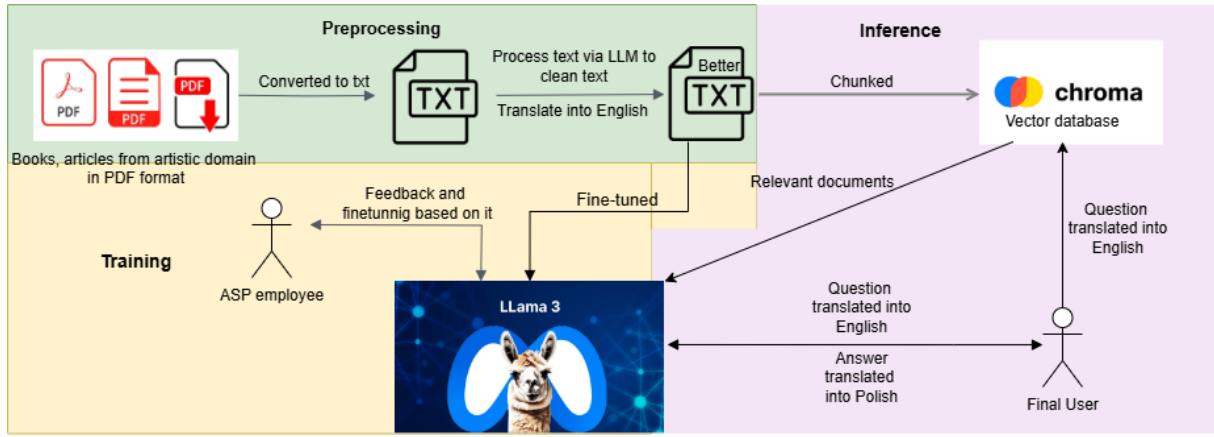 Preprocessing
Inference
PDF
PDF
PDF
Converted to txt
TXT
Process text via LLM to
clean text
Translate into English
Better
TXT
Chunked
chroma
Vector database
Books, articles from artistic domain
in PDF format
Relevant documents
Feedback and
finetunnig based on it
Fine-tuned
Question
translated into
English
Training
ASP employee
LLama 3
Question
translated into
English
Answer
translated
into Polish
Final User